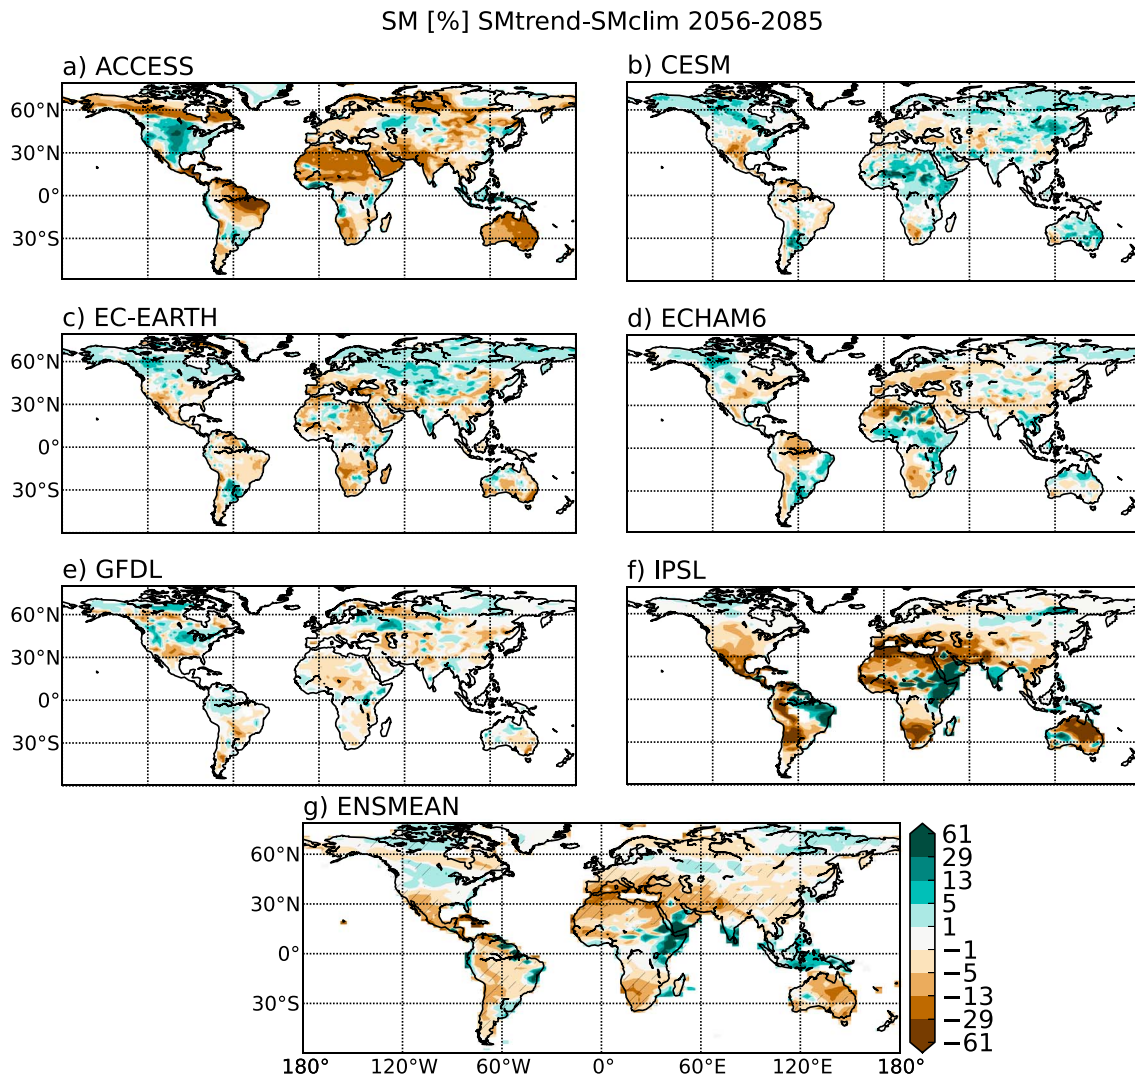 SM [%] SMtrend-SMclim 2056-2085
a) ACCESS
b) CESM
60°N
30°N
0°
30°S
c) EC-EARTH
d) ECHAM6
60°N
30°N
0°
30°S
e) GFDL
f) IPSL
60°N
30°N
0°
30°S
g) ENSMEAN
60°N
30°N
0°
30°S
180° 120°W 60°W 0° 60°E 120°E 180°
61
29
13
5
1
−1
−5
−13
−29
−61